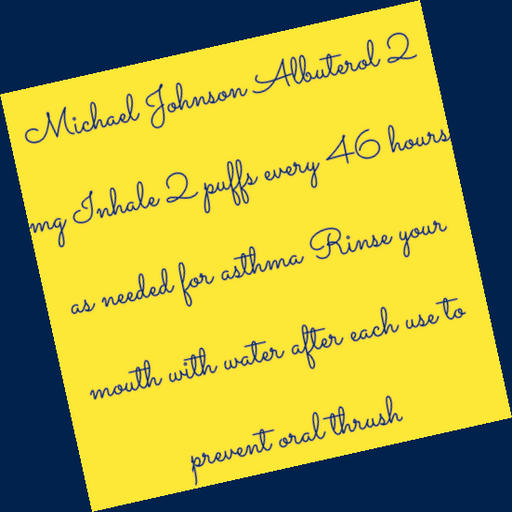 Michael Johnson Albuterol 2
mg Inhale 2 puffs every 46 hours
as needed for asthma Rinse your
mouth with water after each use to
prevent oral thrush